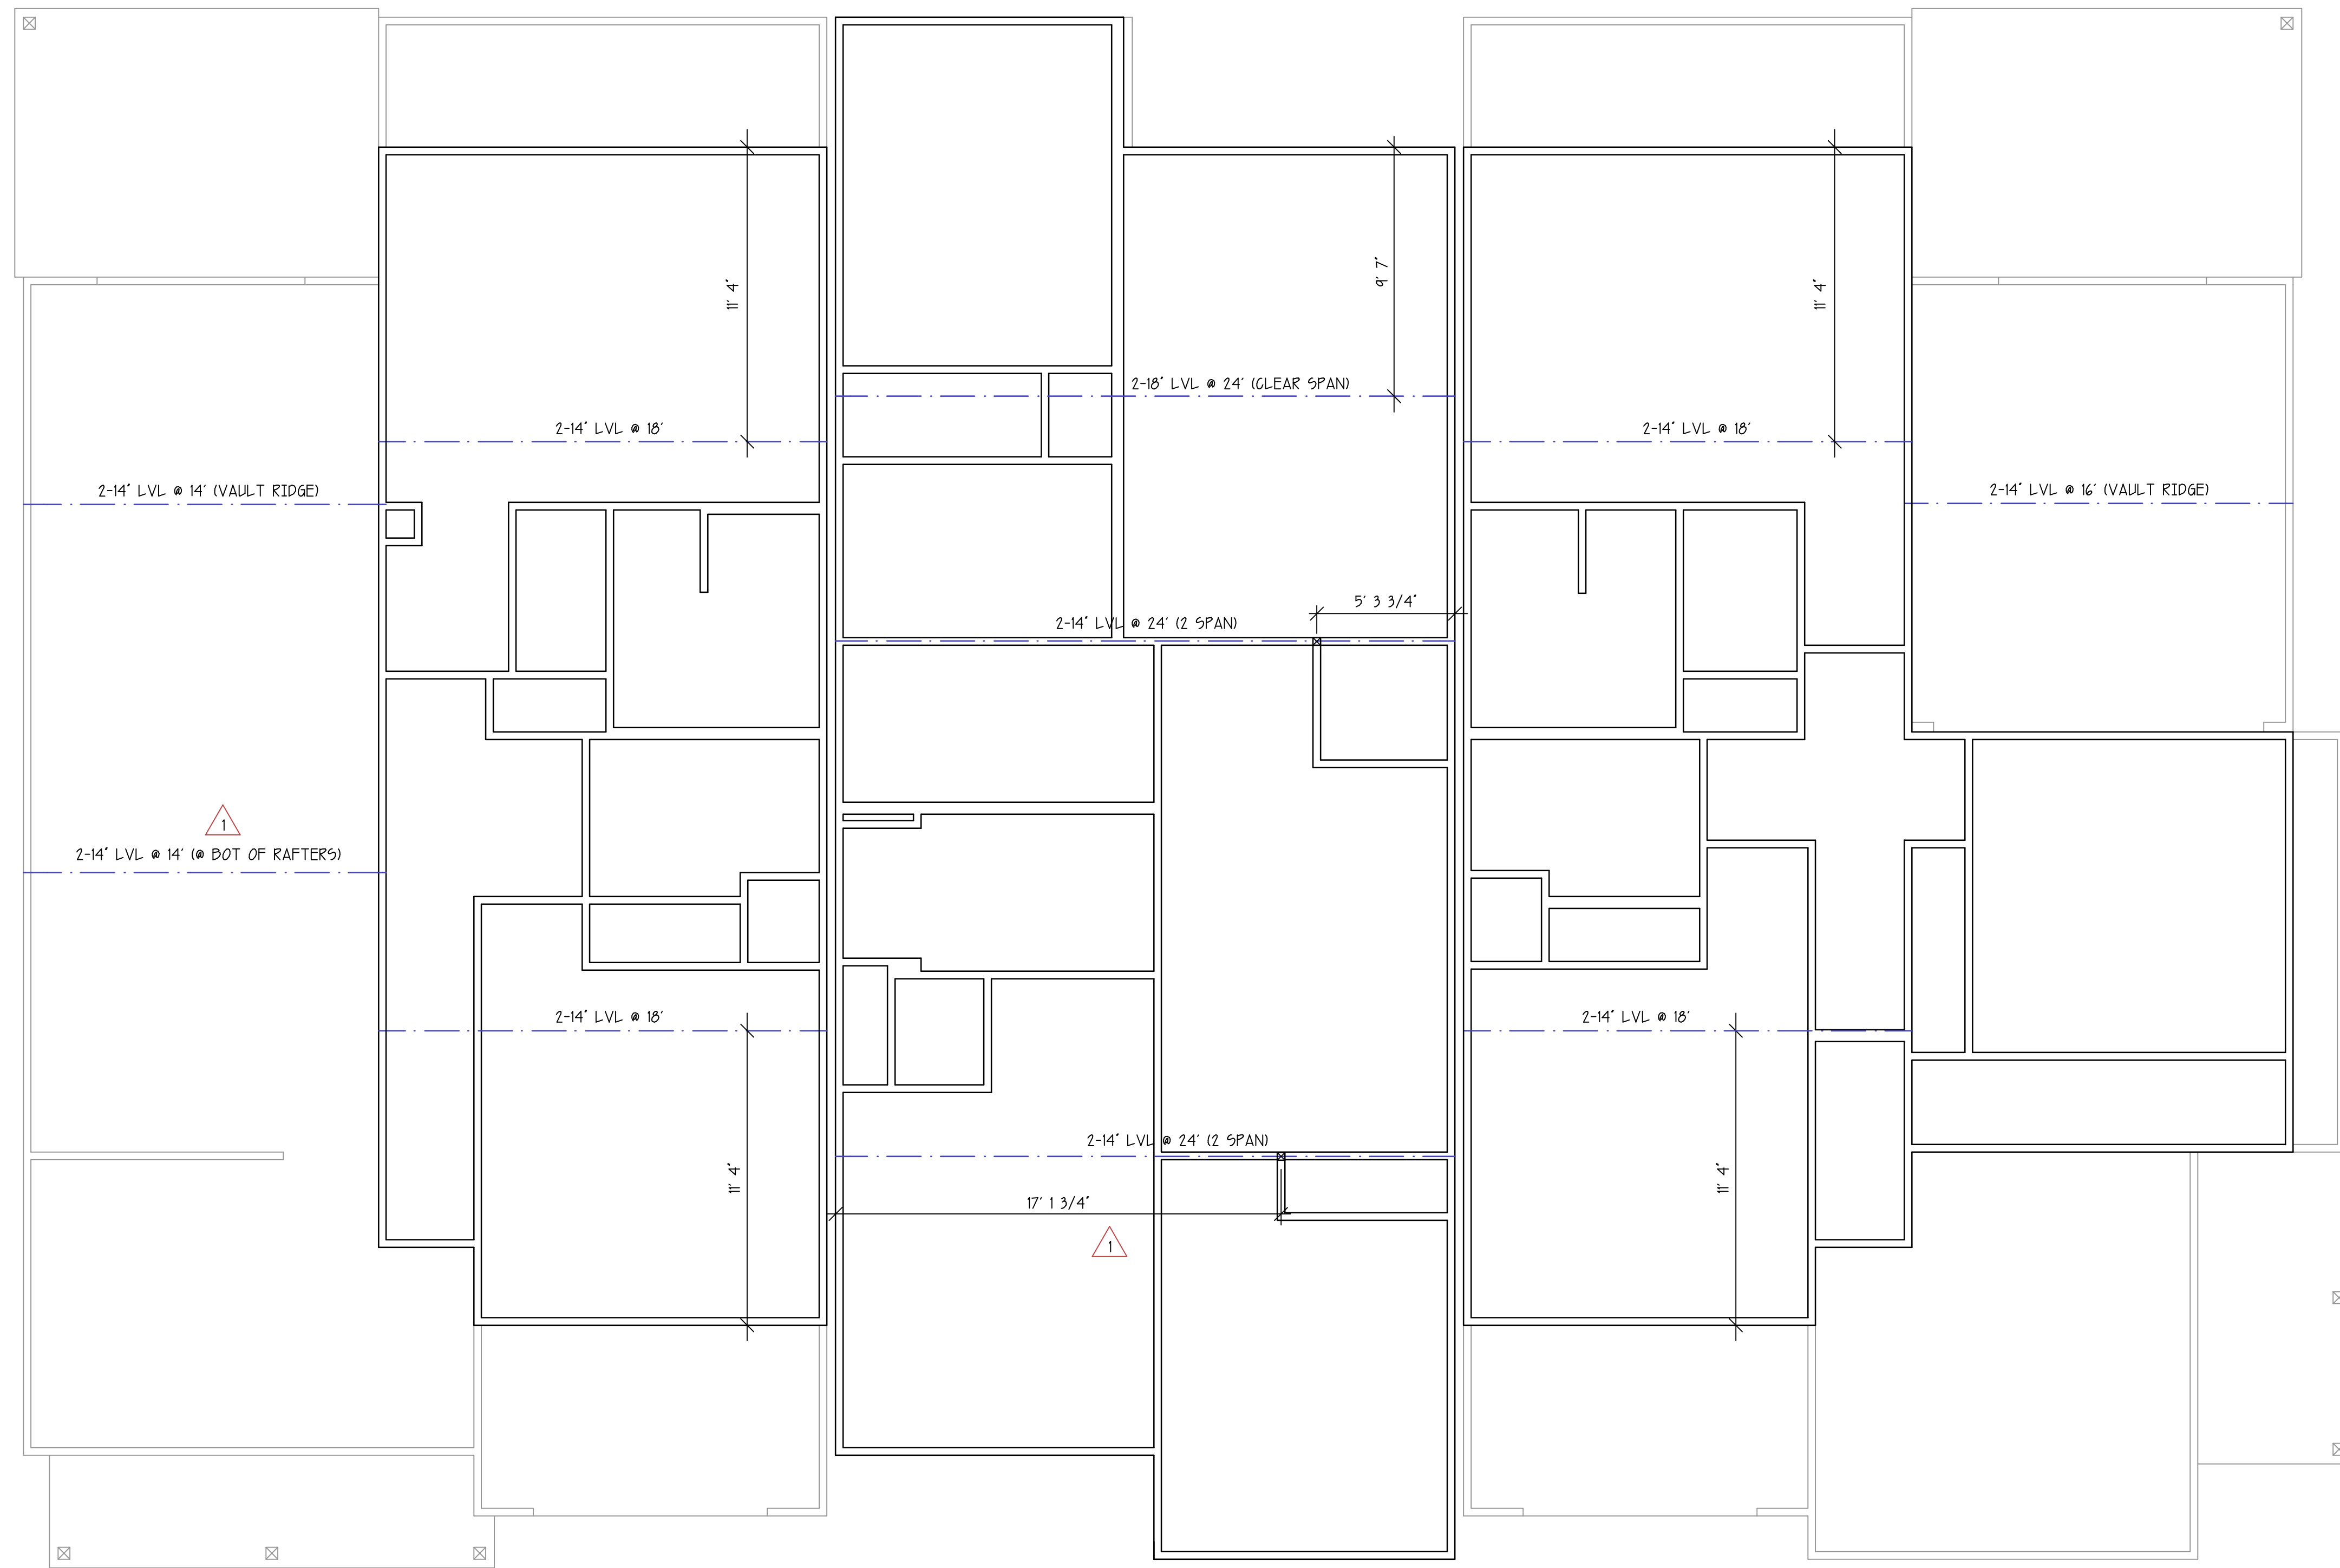 9' 7"
11' 4"
11' 4"
2-18" LVL @ 24' (CLEAR SPAN)
2-14" LVL @ 18'
2-14" LVL @ 18'
2-14" LVL @ 14' (VAULT RIDGE)
2-14" LVL @ 16' (VAULT RIDGE)
5' 3 3/4"
2-14" LVL @ 24' (2 SPAN)
1
2-14" LVL @ 14' (@ BOT OF RAFTERS)
2-14" LVL @ 18'
2-14" LVL @ 18'
2-14" LVL @ 24' (2 SPAN)
11' 4"
11' 4"
17' 1 3/4"
1